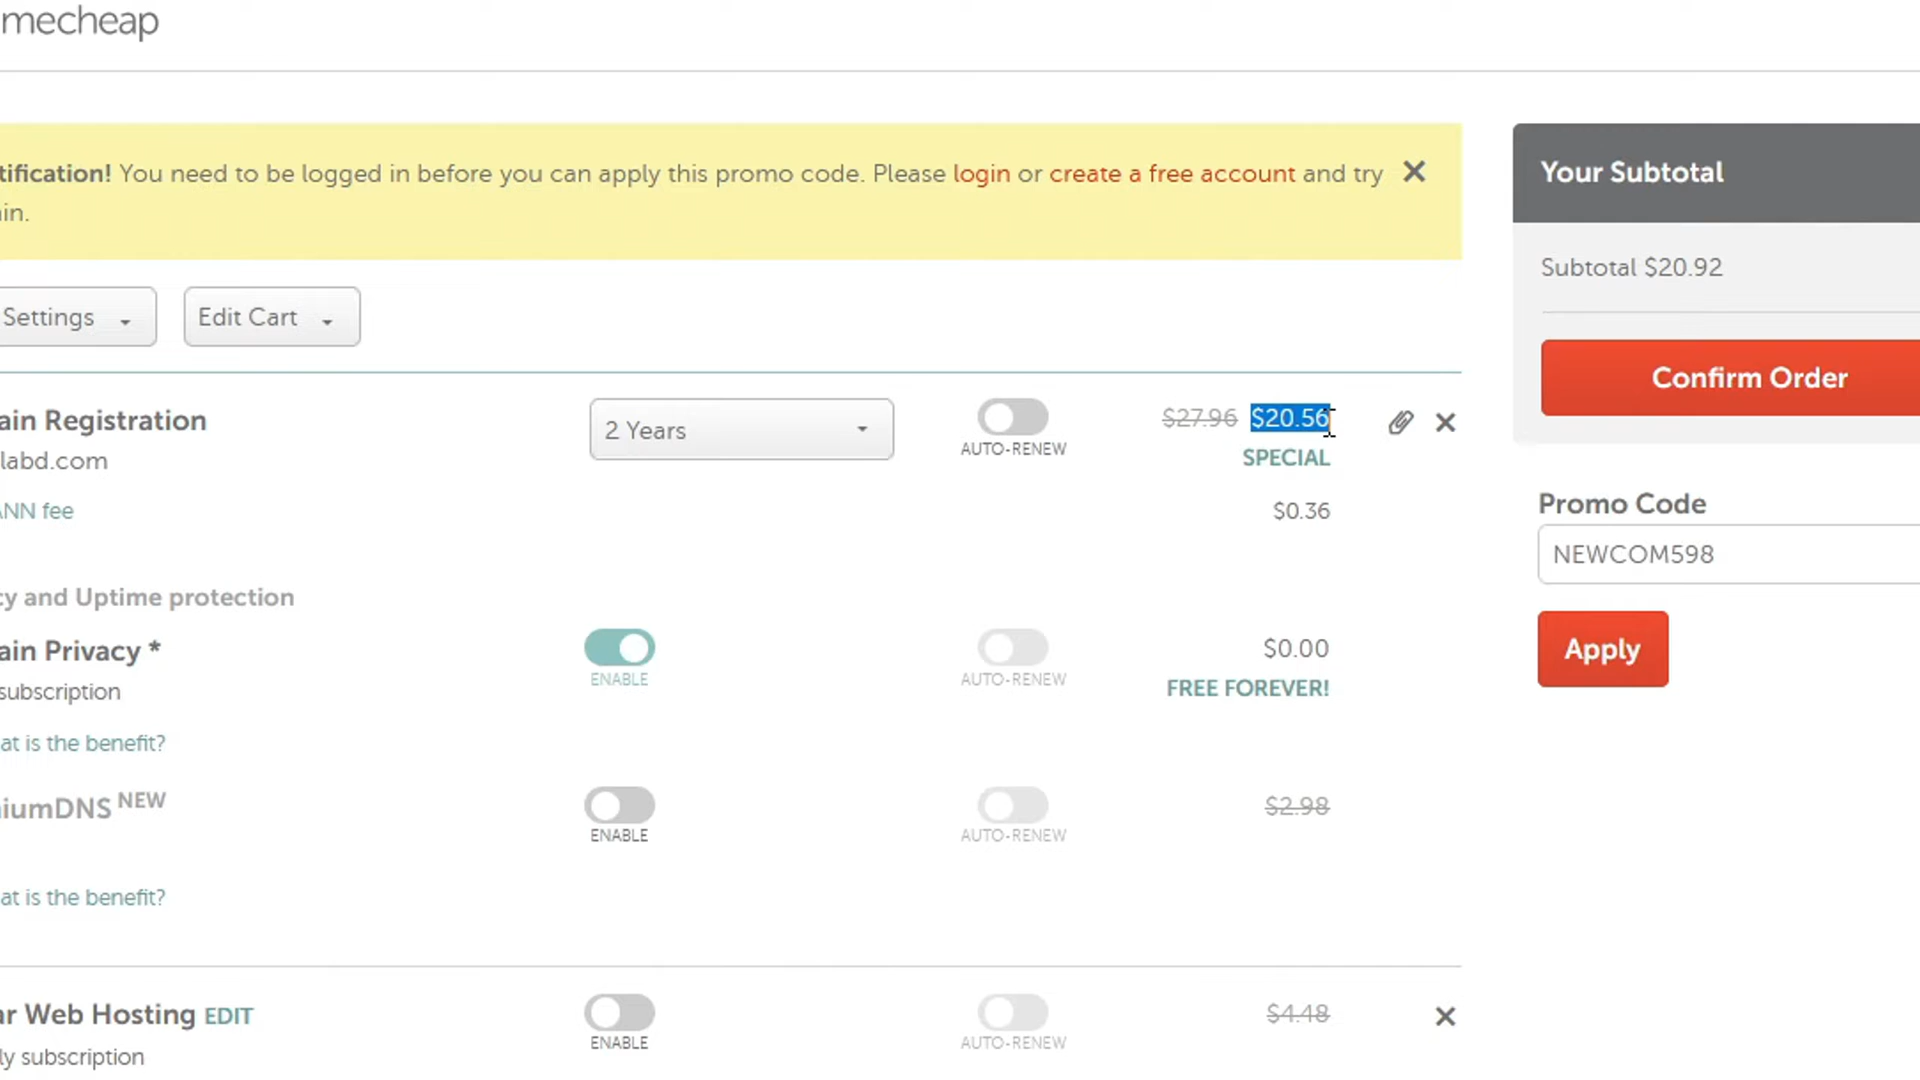 mecheap
tification! You need to be logged in before you can apply this promo code. Please login or create a free account and try
in.
Settings
Edit Cart
ain Registration
labd.com
NN fee
2 Years
AUTO-RENEW
$27.96 $20.56
SPECIAL
$0.36
cy and Uptime protection
ain Privacy *
subscription
at is the benefit?
ENABLE
AUTO-RENEW
$0.00
FREE FOREVER!
niumDNS NEW
at is the benefit?
ENABLE
AUTO-RENEW
$2.98
ar Web Hosting EDIT
ly subscription
ENABLE
AUTO-RENEW
$4.48
Your Subtotal
Subtotal $20.92
Confirm Order
Promo Code
NEWCOM598
Apply